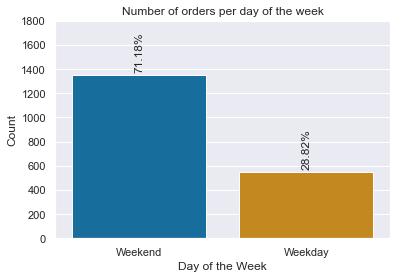 Number of orders per day of the week
1800
1600
1400
1200
1000
800
600
400
200
0
Count
71.18%
28.82%
Weekend
Weekday
Day of the Week